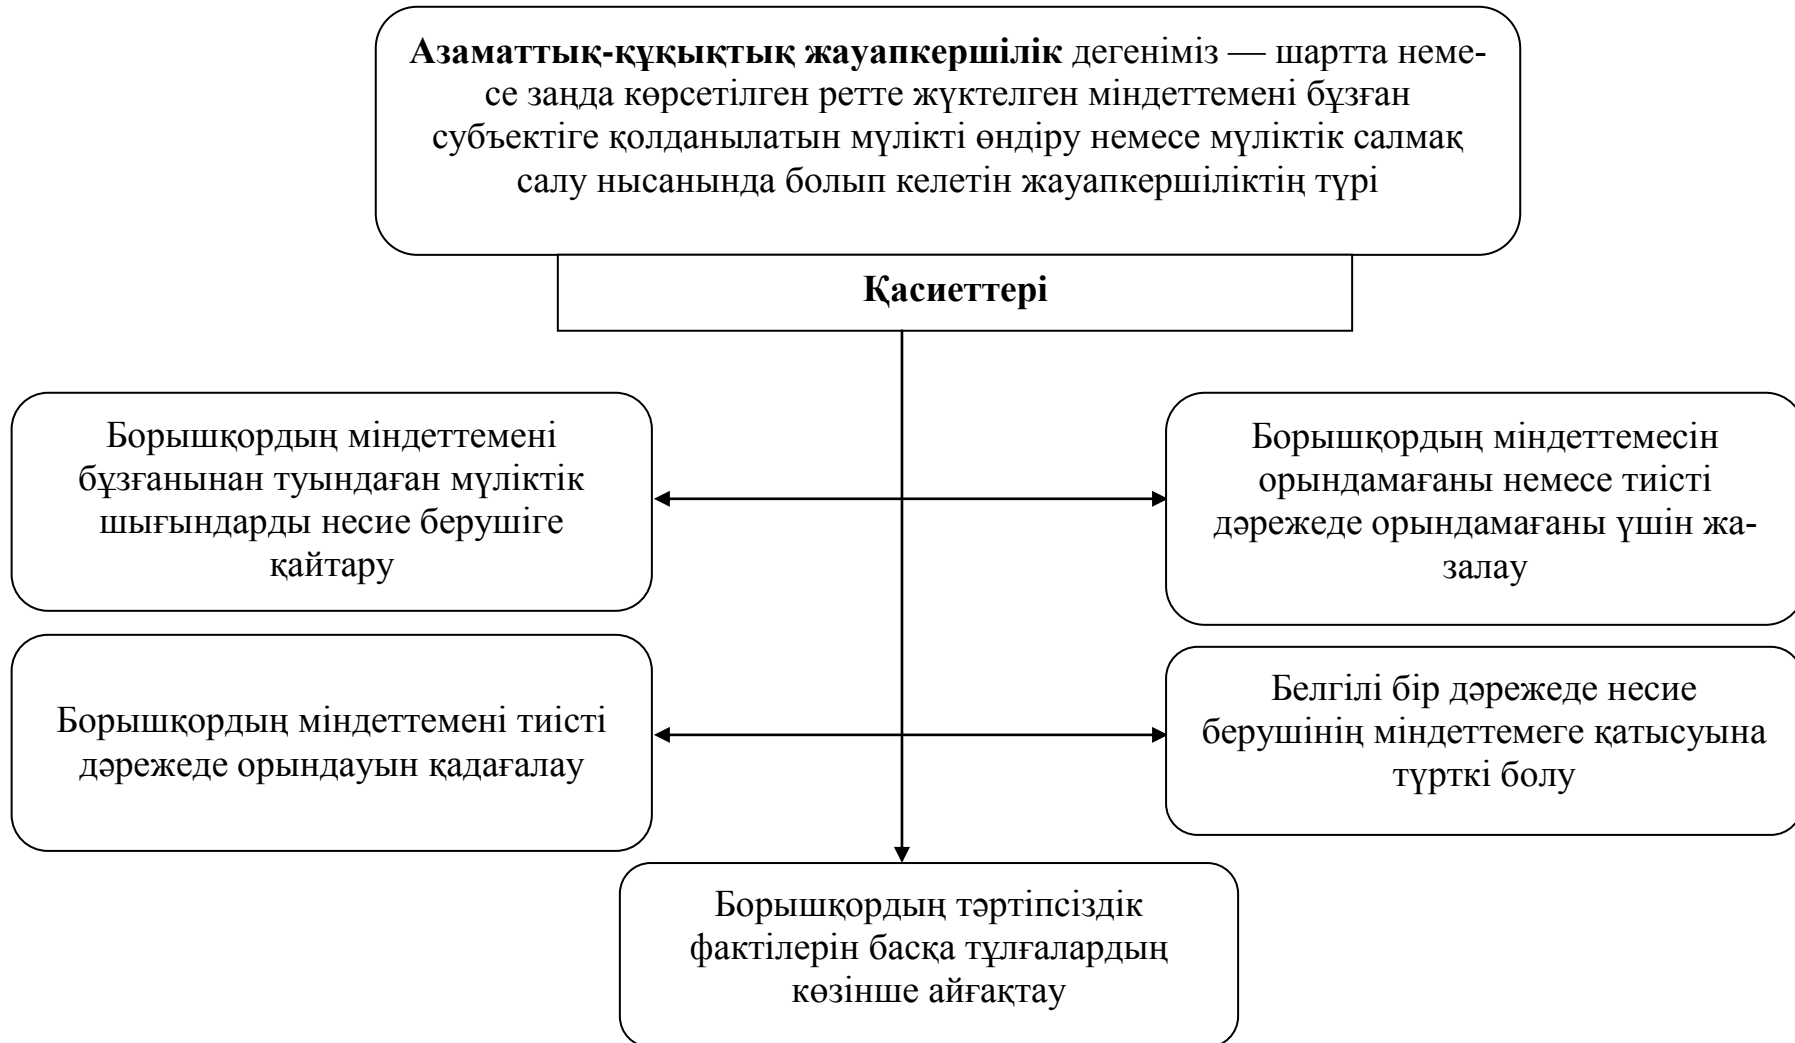 Азаматтық-құқықтық жауапкершілік дегеніміз — шартта неме-
се заңда көрсетілген ретте жүктелген міндеттемені бұзған
субъектіге қолданылатын мүлікті өндіру немесе мүліктік салмақ
салу нысанында болып келетін жауапкершіліктің түрі
Қасиеттері
Борышқордың міндеттемені
бұзғанынан туындаған мүліктік
шығындарды несие берушіге
қайтару
Борышқордың міндеттемесін
орындамағаны немесе тиісті
дәрежеде орындамағаны үшін жа-
залау
Борышқордың міндеттемені тиісті
дәрежеде орындауын қадағалау
Белгілі бір дәрежеде несие
берушінің міндеттемеге қатысуына
түрткі болу
Борышқордың тәртіпсіздік
фактілерін басқа тұлғалардың
көзінше айғақтау